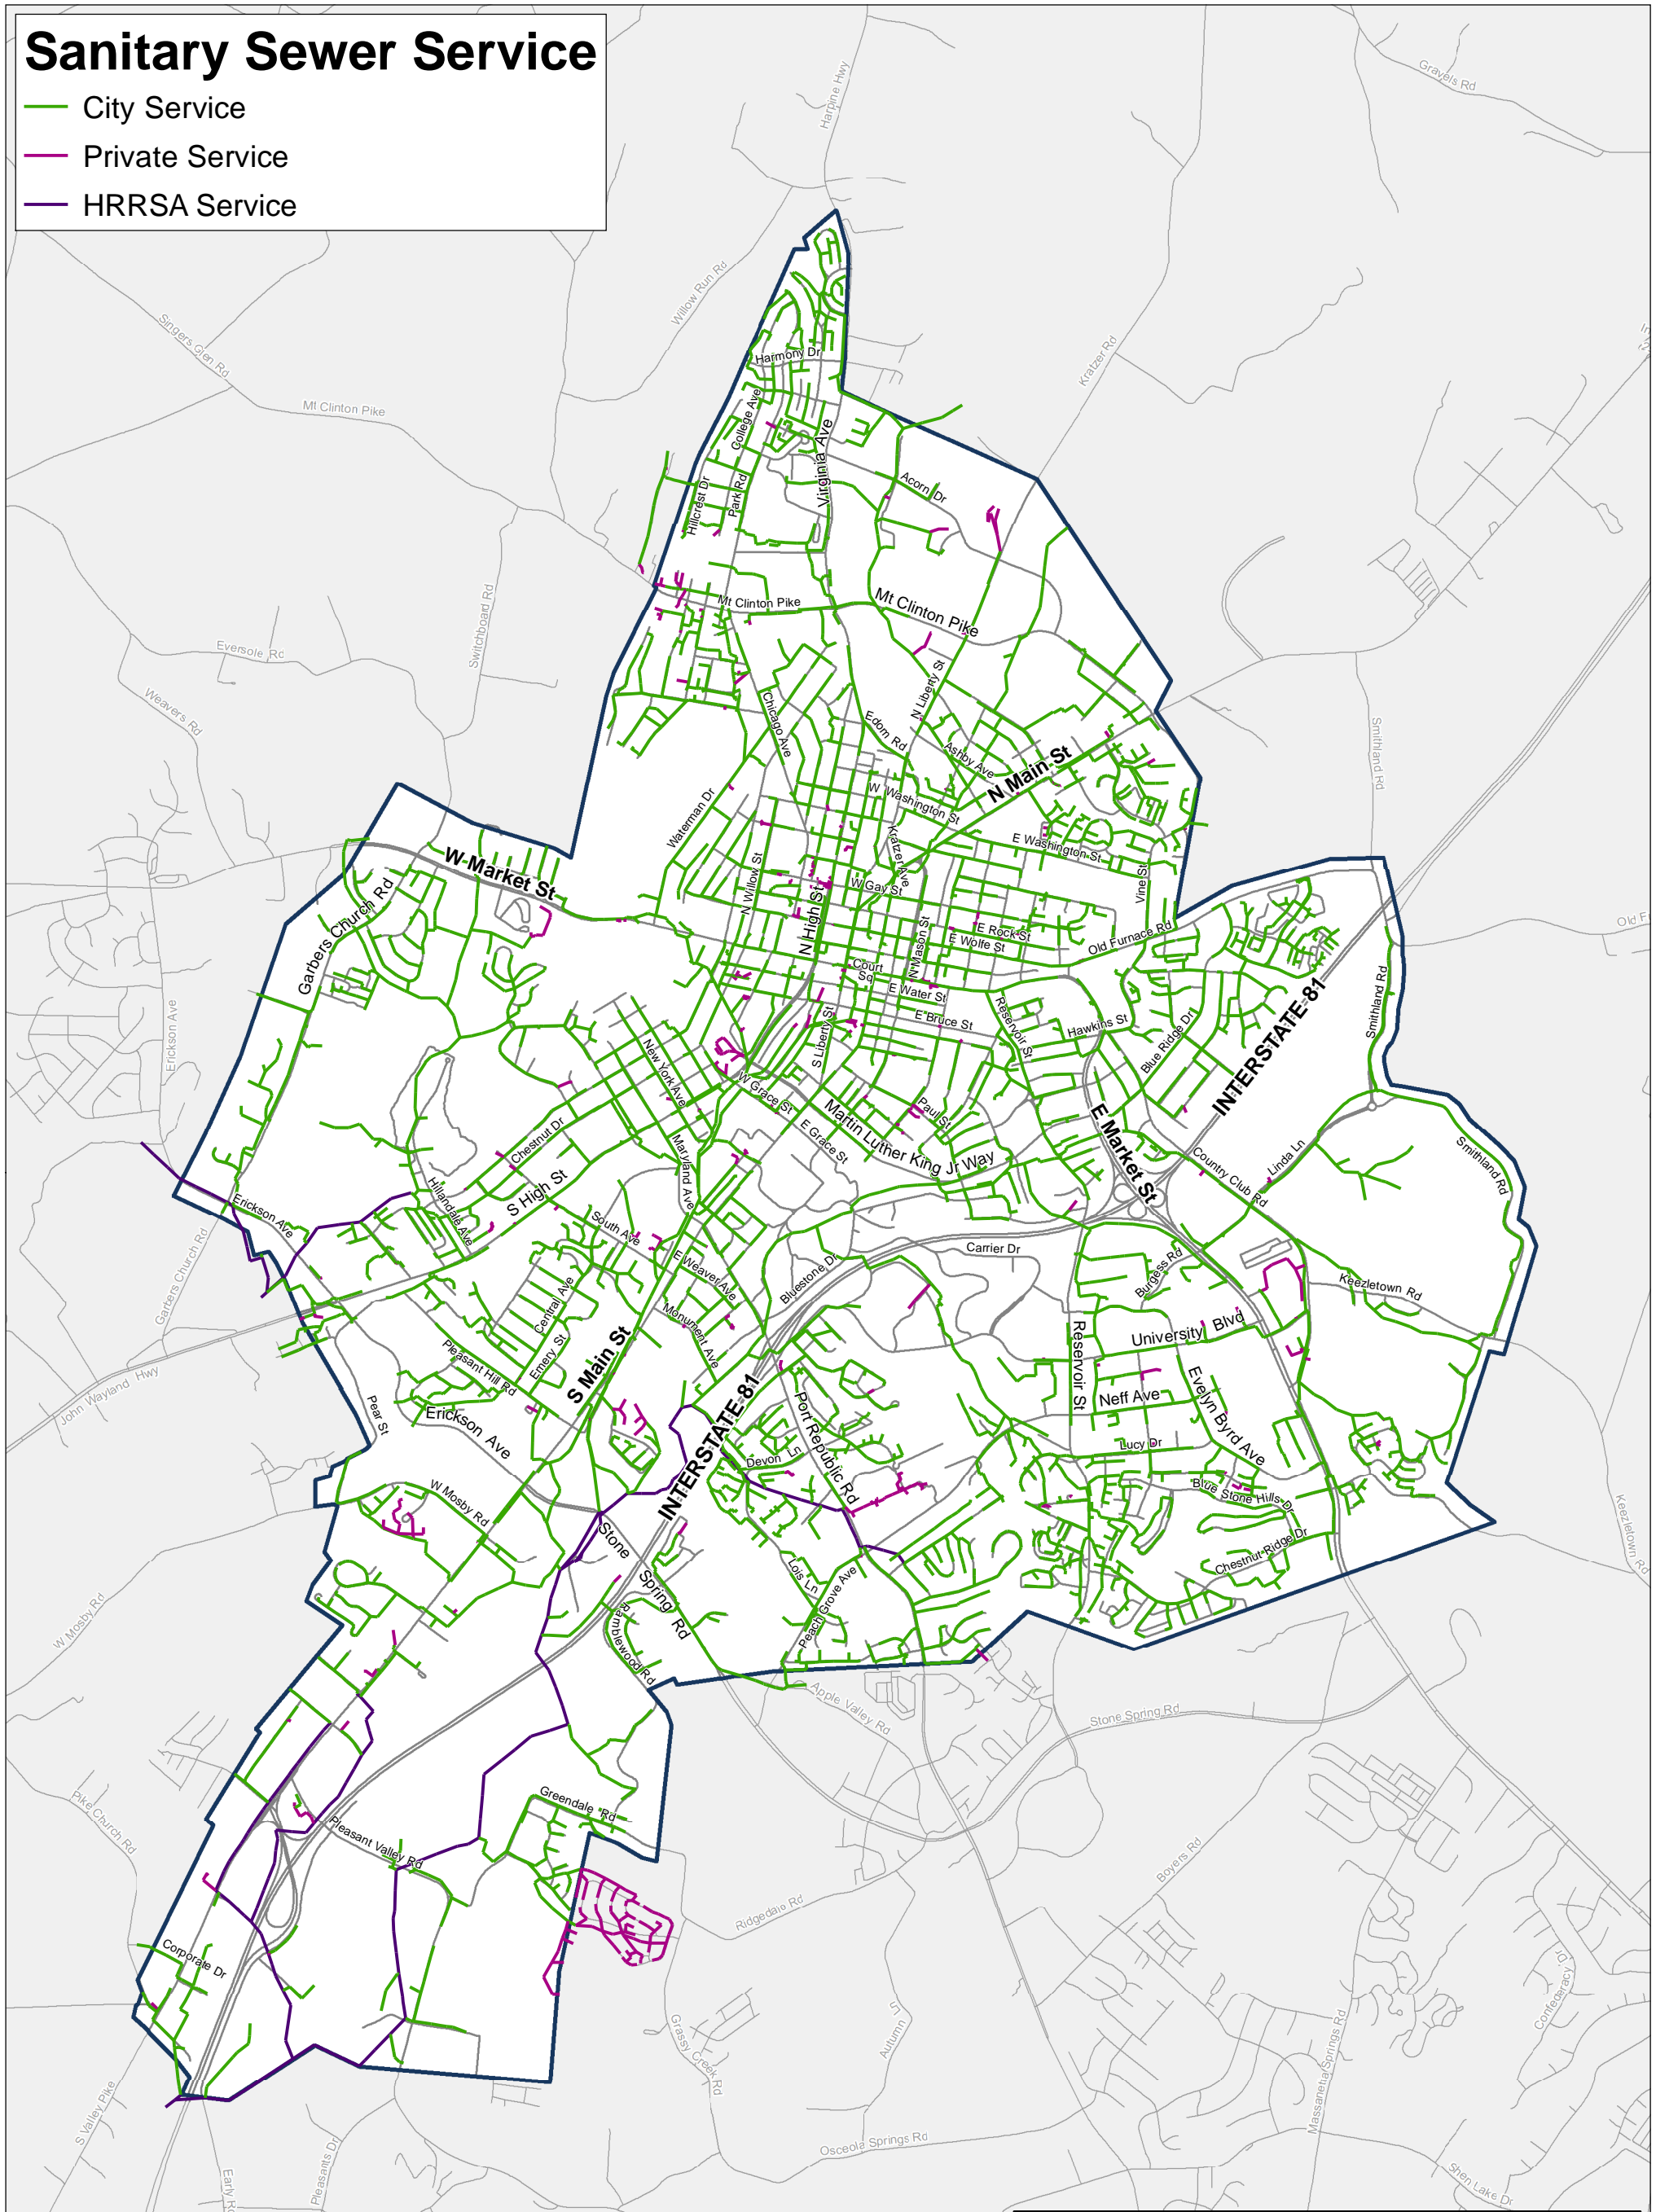 Sanitary Sewer Service
City Service
Private Service
HRRSA Service
Harpine Hwy
Gravels Rd
Willow Run Rd
Singers Glen Rd
Mt Clinton Pike
Kratzer Rd
Harmony Dr
College Ave
Virginia Ave
Hillcrest Dr
Park Rd
Acorn Dr
Mt Clinton Pike
Mt Clinton Pike
Switchboard Rd
Eversole Rd
Weavers Rd
N Liberty St
Chicago Ave
Edom Rd
Ashby Ave
N Main St
Smithland Rd
W Washington St
Waterman Dr
Kratzer Ave
E Washington St
W Market St
Garbers Church Rd
N Willow St
W Gay St
Vine St
N High St
N Mason St
E Rock St
E Wolfe St
Old Furnace Rd
Court
Sq
E Water St
E Bruce St
Reservoir St
Hawkins St
Blue Ridge Dr
INTERSTATE 81
Smithland Rd
Erickson Ave
S Liberty St
New York Ave
W Grace St
E Grace St
Martin Luther King Jr Way
Paul St
E Market St
Country Club Rd
Linda Ln
Smithland Rd
Chestnut Dr
Maryland Ave
S High St
Hillandale Ave
Erickson Ave
Garbers Church Rd
South Ave
E Weaver Ave
Bluestone Dr
Carrier Dr
Burgess Rd
Keezletown Rd
Central Ave
Monument Ave
University Blvd
Reservoir St
Emery St
Pleasant Hill Rd
S Main St
John Wayland Hwy
Pear St
Erickson Ave
INTERSTATE 81
Port Republic Rd
Neff Ave
Evelyn Byrd Ave
Lucy Dr
Devon Ln
Blue Stone Hills Dr
W Mosby Rd
Chestnut Ridge Dr
Keezletown Rd
Stone Spring Rd
Lois Ln
Peach Grove Ave
Ramblewood Rd
W Mosby Rd
Apple Valley Rd
Stone Spring Rd
Greendale Rd
Pike Church Rd
Pleasant Valley Rd
Boyers Rd
Ridgedale Rd
Corporate Dr
Confederacy Dr
Autumn Ln
Grassy Creek Rd
Massanetta Springs Rd
S Valley Pike
Osceola Springs Rd
Early Rd
Pleasants Dr
Shen Lake Dr